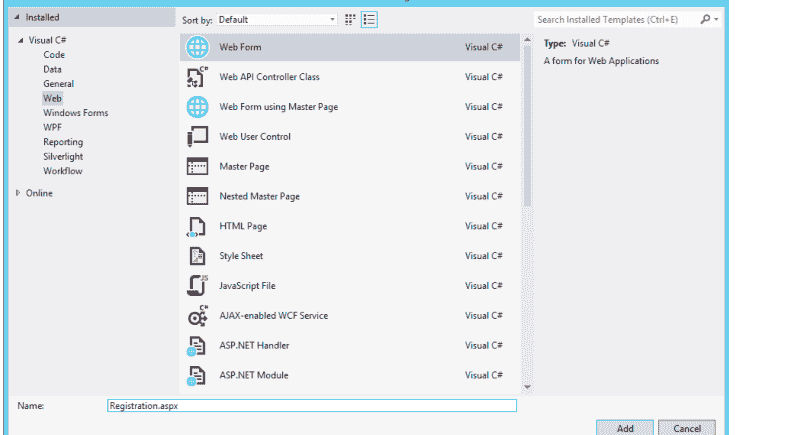 Installed
Sort by: Default
Search Installed Templates (Ctrl+E)
Visual C#
Code
Data
General
Web
Windows Forms
WPF
Reporting
Silverlight
Workflow
Online
Web Form Visual C#
Web API Controller Class Visual C#
Web Form using Master Page Visual C#
Web User Control Visual C#
Master Page Visual C#
Nested Master Page Visual C#
HTML Page Visual C#
Style Sheet Visual C#
JavaScript File Visual C#
AJAX-enabled WCF Service Visual C#
ASP.NET Handler Visual C#
ASP.NET Module Visual C#
Type: Visual C#
A form for Web Applications
Name: Registration.aspx
Add Cancel